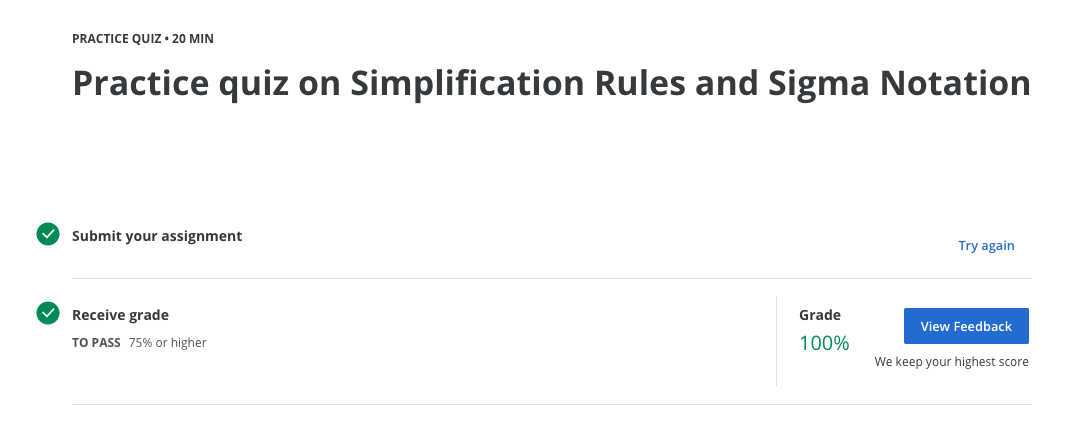 PRACTICE QUIZ • 20 MIN
Practice quiz on Simplification Rules and Sigma Notation
Submit your assignment
Try again
Receive grade
TO PASS 75% or higher
Grade
100%
View Feedback
We keep your highest score